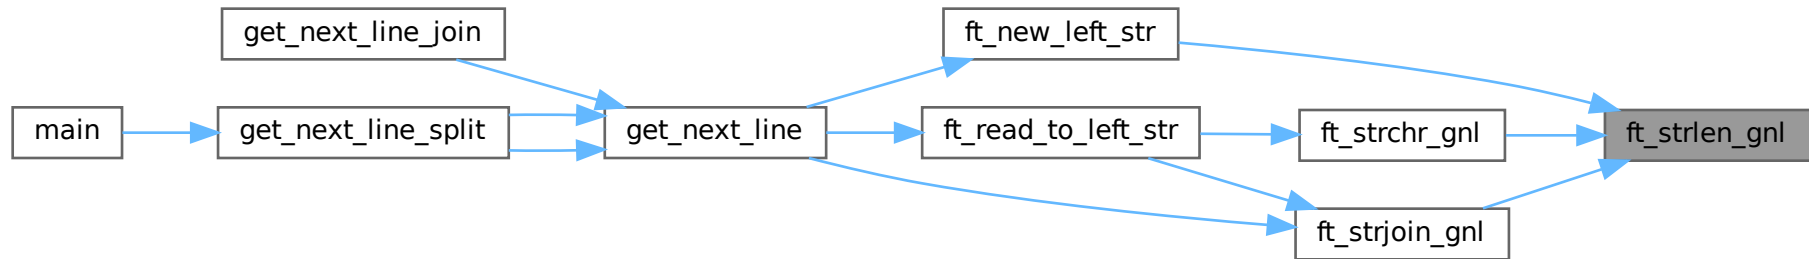 get_next_line_join
ft_new_left_str
main
get_next_line_split
get_next_line
ft_read_to_left_str
ft_strchr_gnl
ft_strlen_gnl
ft_strjoin_gnl